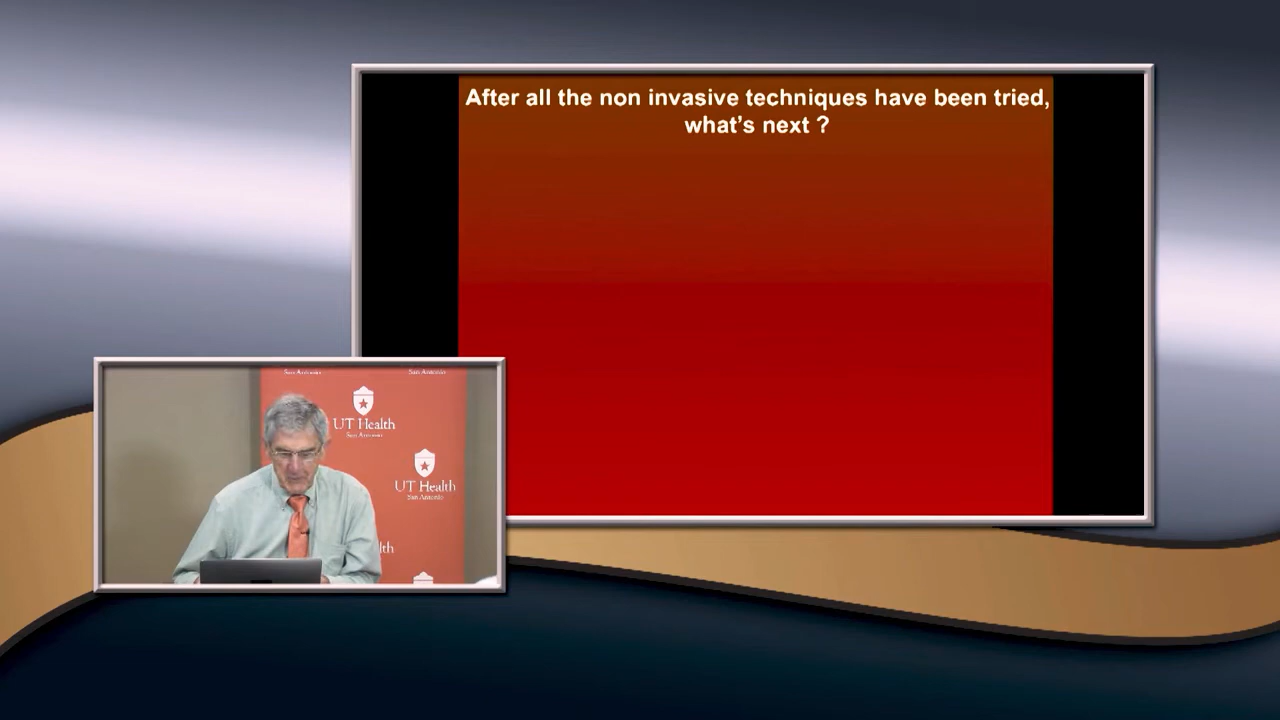 After all the non invasive techniques have been tried,
what's next ?
San Antonio
San Antonio
UT Health
San Antonio
UT Health
San Antonio
lth